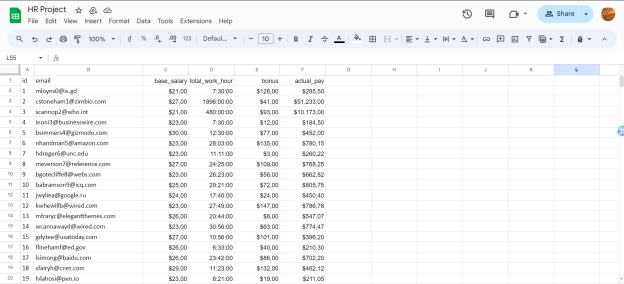 HR Project
File Edit View Insert Format Data Tools Extensions Help
Share
100% $ % .0 .00 123 Defaul... - 10 + B I A
L55 fx
A B C D E F G H I J K L
1 id email base_salary total_work_hour bonus actual_pay
2 1 mloyns0@is.gd $21,00 7:30:00 $128,00 $285,50
3 2 cstoneham1@zimbio.com $27,00 1896:00:00 $41,00 $51.233,00
4 3 scannop2@who.int $21,00 480:00:00 $93,00 $10.173,00
5 4 inoni3@businesswire.com $23,00 7:30:00 $12,00 $184,50
6 5 bsimmers4@gizmodo.com $30,00 12:30:00 $77,00 $452,00
7 6 nhandman5@amazon.com $23,00 28:03:00 $135,00 $780,15
8 7 hdreger6@unc.edu $23,00 11:11:00 $3,00 $260,22
9 8 meverson7@reference.com $27,00 24:25:00 $109,00 $768,25
10 9 bgotecliffe8@webs.com $23,00 26:23:00 $56,00 $662,82
11 10 babramson9@icq.com $25,00 29:21:00 $72,00 $805,75
12 11 jwyliea@google.ru $24,00 17:46:00 $24,00 $450,40
13 12 kwhewillb@wired.com $23,00 27:49:00 $147,00 $786,78
14 13 mfraryc@elegantthemes.com $26,00 20:44:00 $8,00 $547,07
15 14 wcannawayd@wired.com $23,00 30:56:00 $63,00 $774,47
16 15 gdytee@usatoday.com $27,00 10:56:00 $101,00 $396,20
17 16 flinehamf@ed.gov $26,00 6:33:00 $40,00 $210,30
18 17 lsimong@baidu.com $26,00 23:42:00 $86,00 $702,20
19 18 sfairyh@cnet.com $29,00 11:23:00 $132,00 $462,12
20 19 lvlahosi@pen.io $23,00 8:21:00 $19,00 $211,05